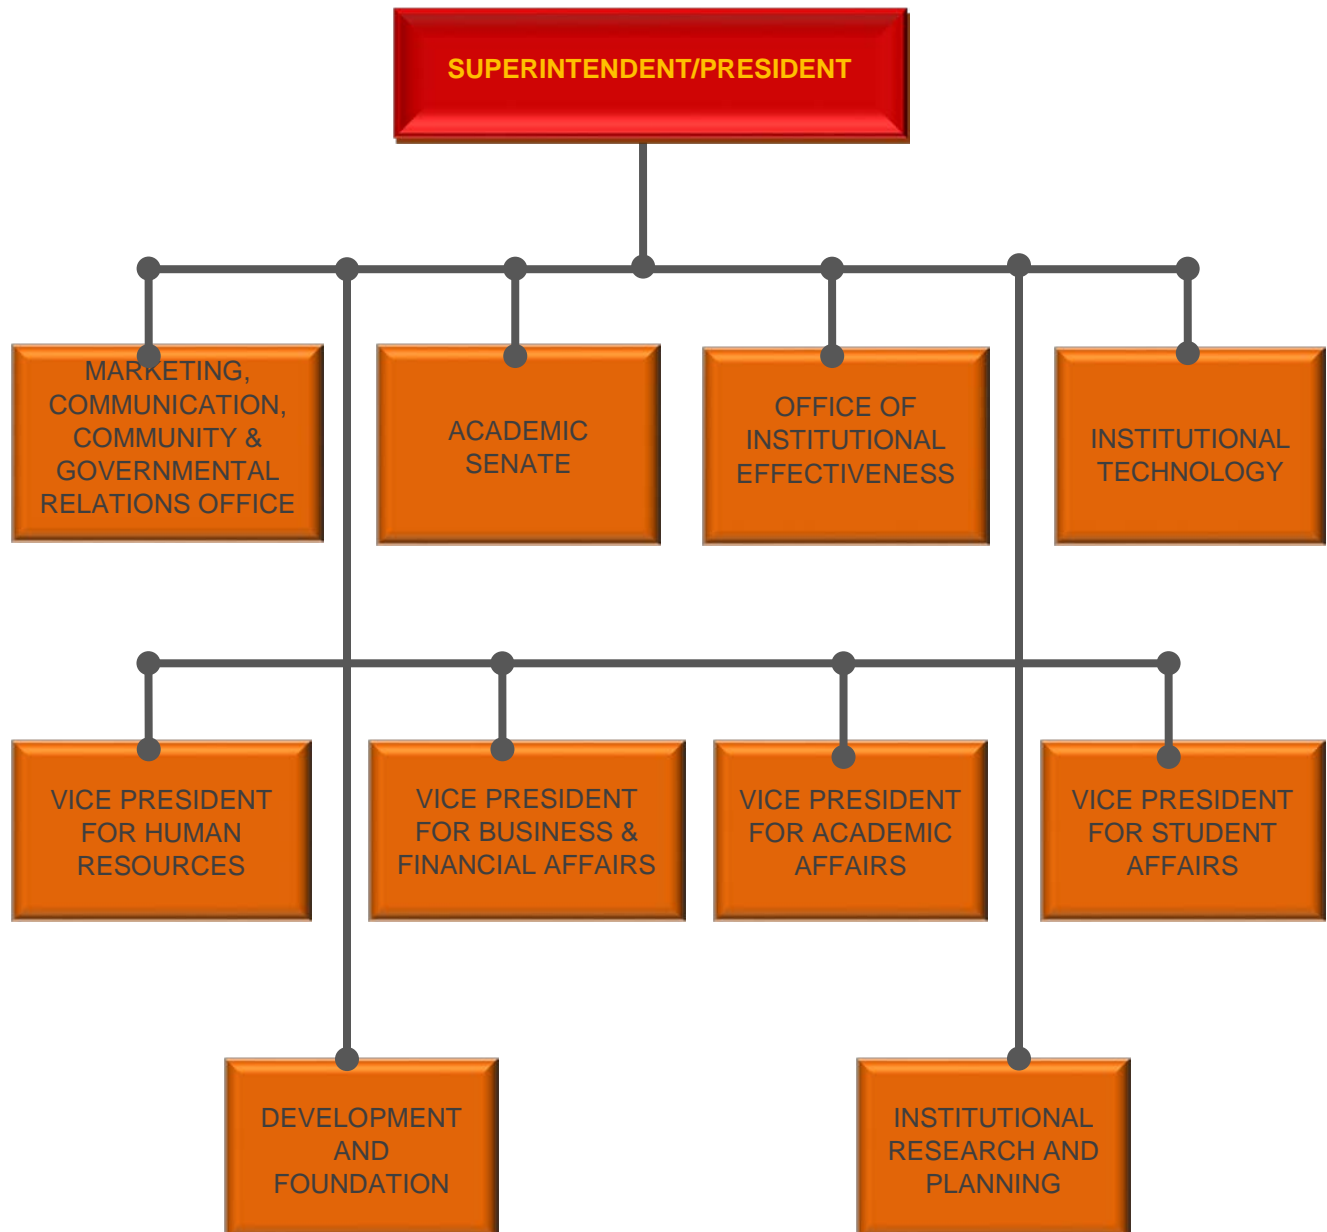 SUPERINTENDENT/PRESIDENT
MARKETING,
COMMUNICATION,
COMMUNITY &
GOVERNMENTAL
RELATIONS OFFICE
ACADEMIC
SENATE
OFFICE OF
INSTITUTIONAL
EFFECTIVENESS
INSTITUTIONAL
TECHNOLOGY
VICE PRESIDENT
FOR HUMAN
RESOURCES
VICE PRESIDENT
FOR BUSINESS &
FINANCIAL AFFAIRS
VICE PRESIDENT
FOR ACADEMIC
AFFAIRS
VICE PRESIDENT
FOR STUDENT
AFFAIRS
DEVELOPMENT
AND
FOUNDATION
INSTITUTIONAL
RESEARCH AND
PLANNING